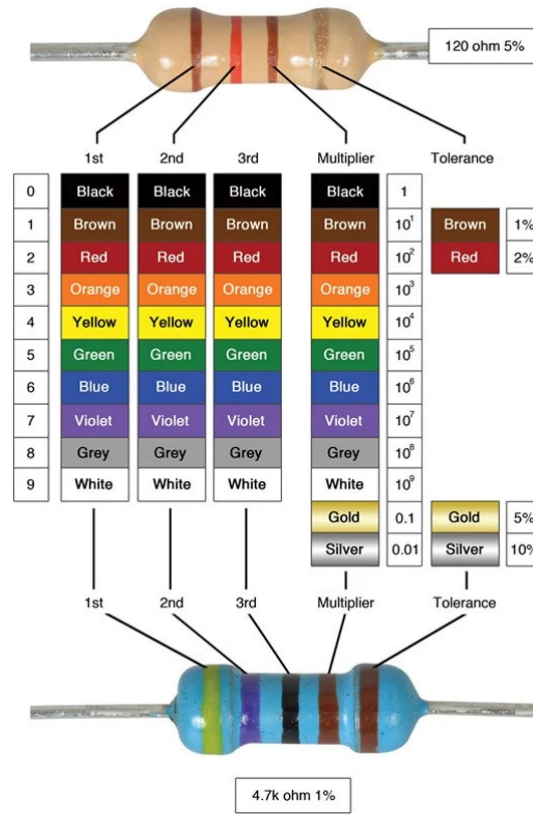 120 ohm 5%
1st 2nd 3rd Multiplier Tolerance
0 Black Black Black Black 1
1 Brown Brown Brown Brown 10¹ Brown 1%
2 Red Red Red Red 10² Red 2%
3 Orange Orange Orange Orange 10³
4 Yellow Yellow Yellow Yellow 10⁴
5 Green Green Green Green 10⁵
6 Blue Blue Blue Blue 10⁶
7 Violet Violet Violet Violet 10⁷
8 Grey Grey Grey Grey 10⁸
9 White White White White 10⁹
Gold 0.1 Gold 5%
Silver 0.01 Silver 10%
1st 2nd 3rd Multiplier Tolerance
4.7k ohm 1%